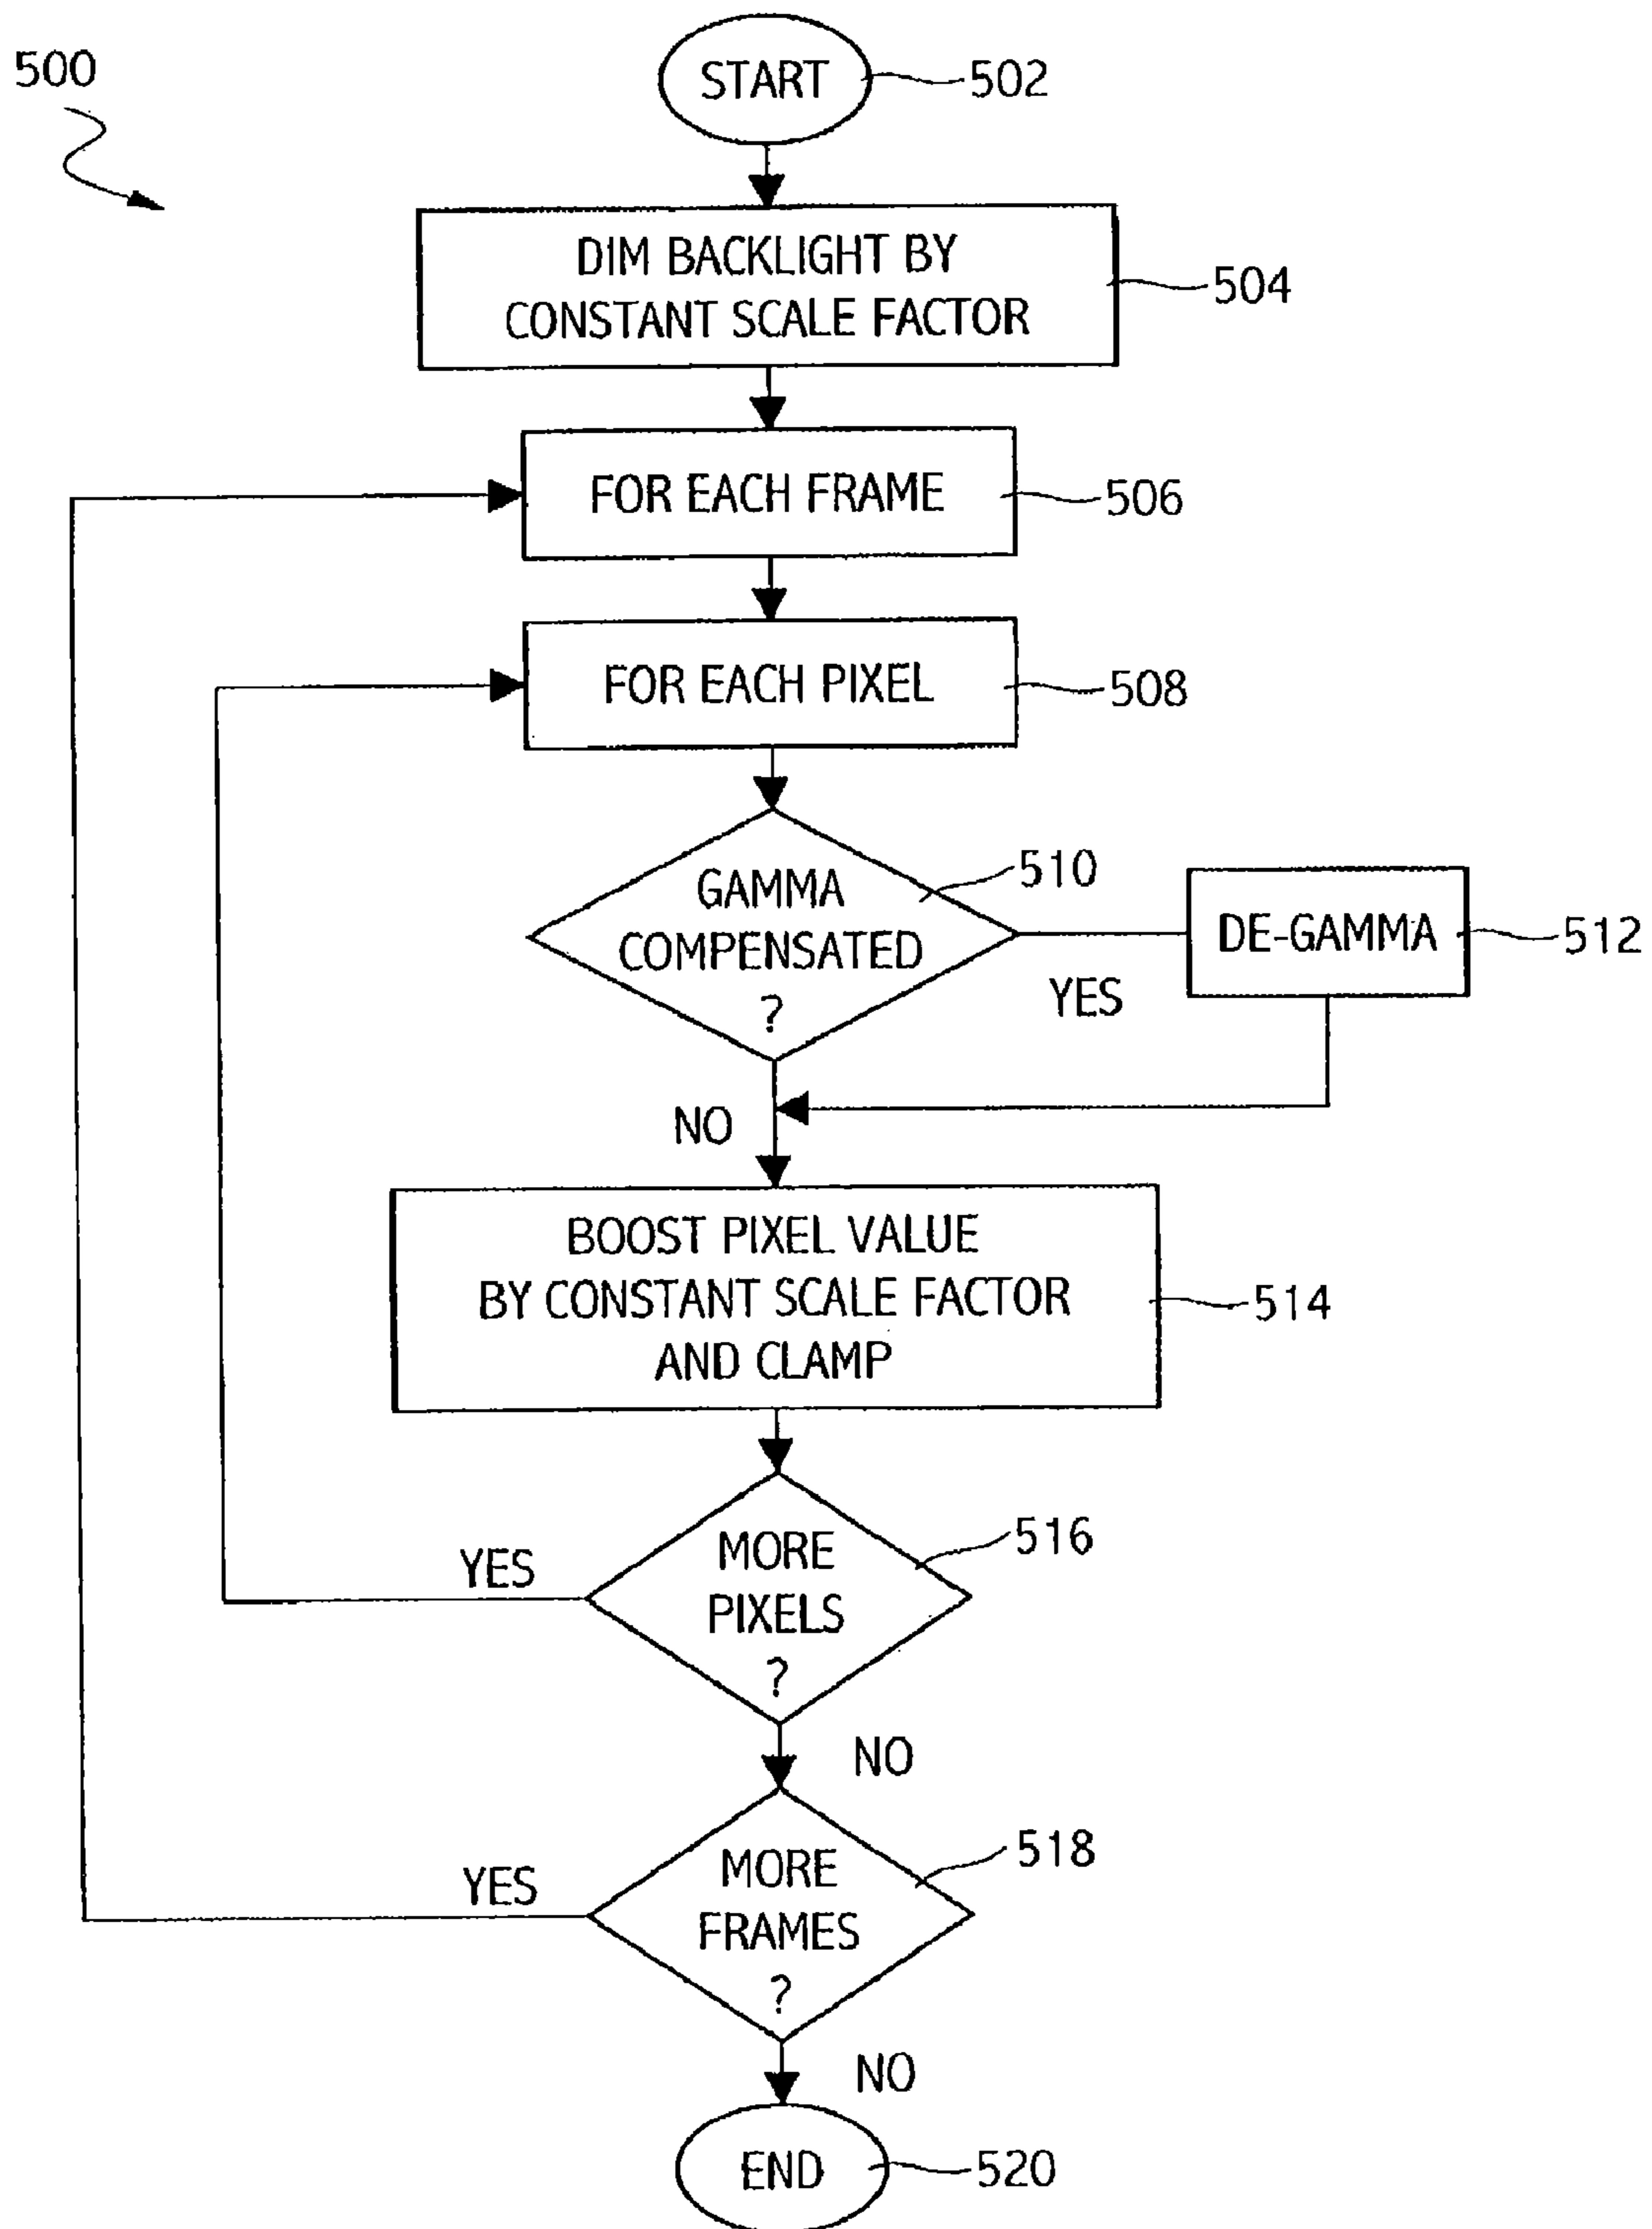 500
START
502
DIM BACKLIGHT BY
CONSTANT SCALE FACTOR
504
FOR EACH FRAME
506
FOR EACH PIXEL
508
GAMMA
COMPENSATED
?
510
YES
DE-GAMMA
512
NO
BOOST PIXEL VALUE
BY CONSTANT SCALE FACTOR
AND CLAMP
514
MORE
PIXELS
?
516
YES
NO
MORE
FRAMES
?
518
YES
NO
END
520